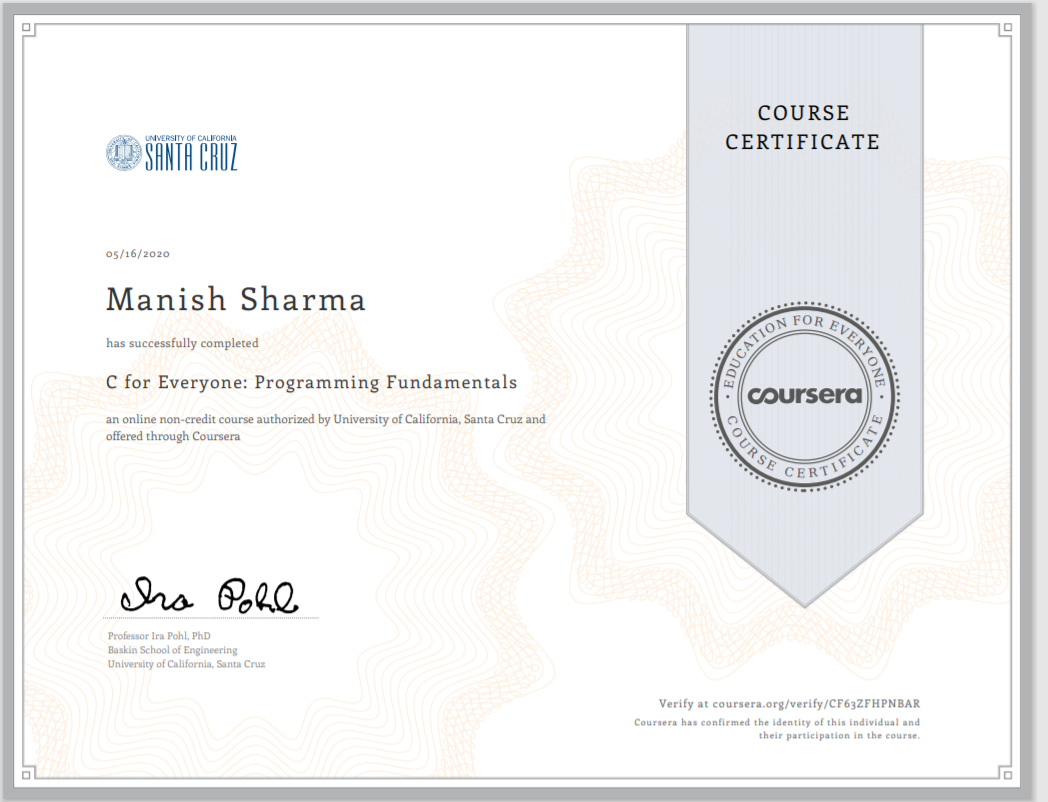 UNIVERSITY OF CALIFORNIA
SANTA CRUZ
COURSE
CERTIFICATE
05/16/2020
Manish Sharma
has successfully completed
C for Everyone: Programming Fundamentals
an online non-credit course authorized by University of California, Santa Cruz and
offered through Coursera
EDUCATION FOR EVERYONE
coursera
COURSE CERTIFICATE
Ira Pohl
Professor Ira Pohl, PhD
Baskin School of Engineering
University of California, Santa Cruz
Verify at coursera.org/verify/CF63ZFHPNBAR
Coursera has confirmed the identity of this individual and
their participation in the course.